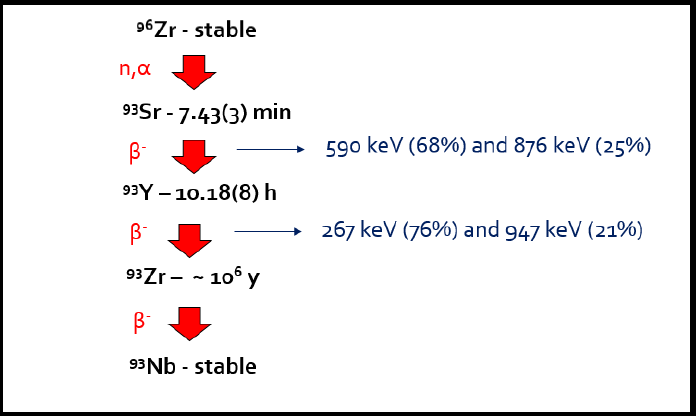 ⁹⁶Zr - stable
n,α
⁹³Sr - 7.43(3) min
β⁻
590 keV (68%) and 876 keV (25%)
⁹³Y – 10.18(8) h
β⁻
267 keV (76%) and 947 keV (21%)
⁹³Zr – ~ 10⁶ y
β⁻
⁹³Nb - stable